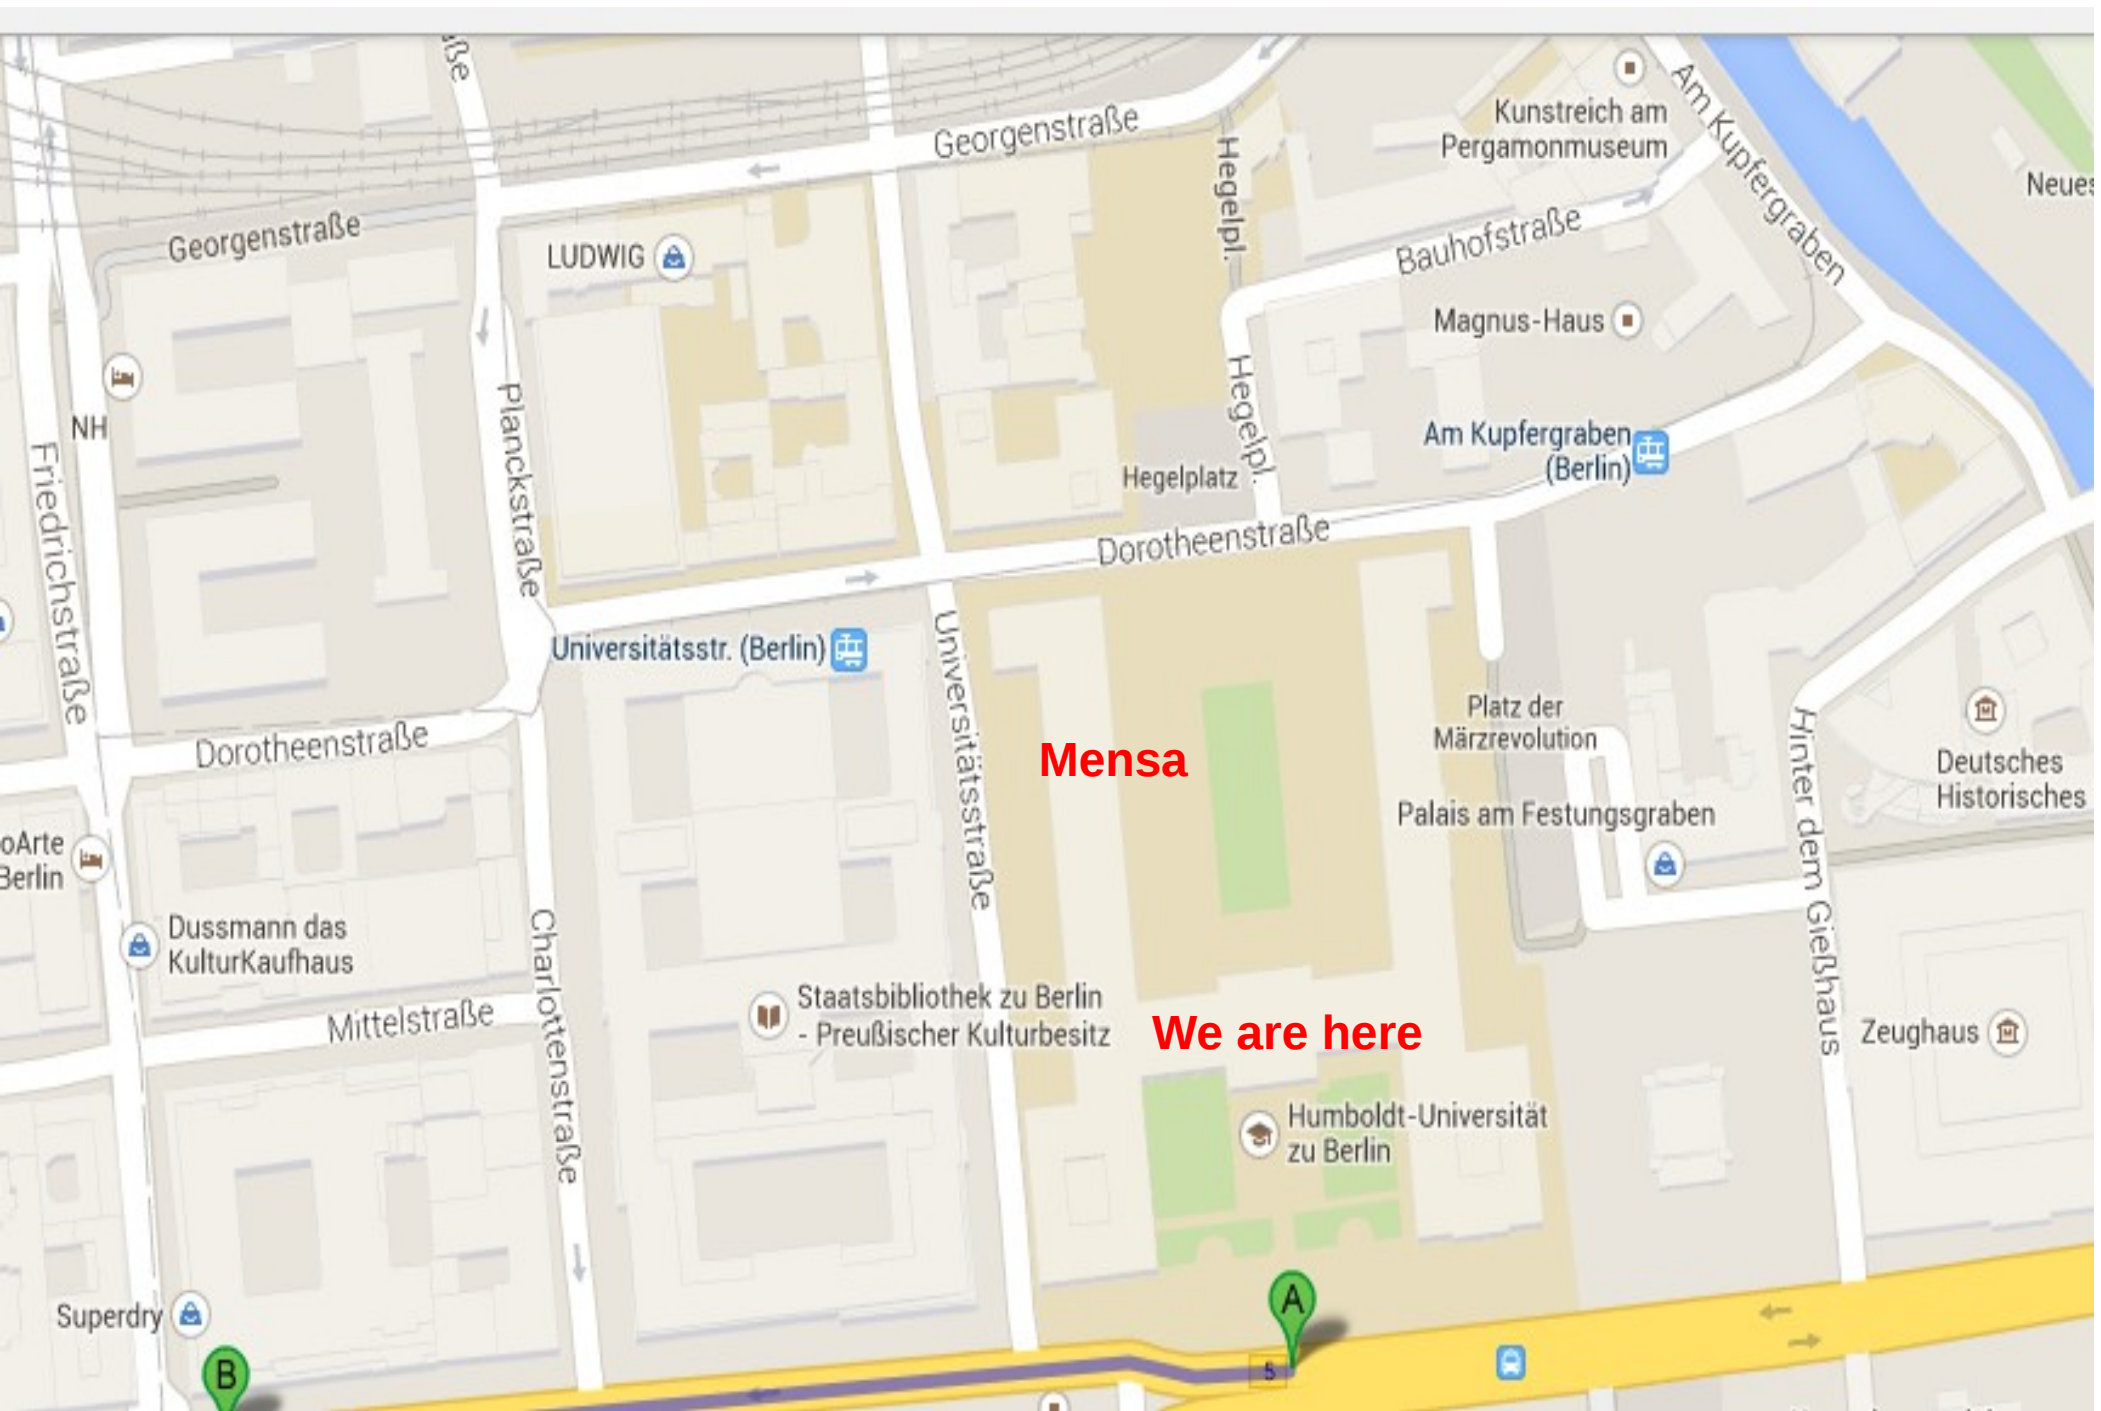 Georgenstraße
Kunstreich am
Pergamonmuseum
Am Kupfergraben
Hegelpl.
Georgenstraße
LUDWIG
Bauhofstraße
Magnus-Haus
NH
Friedrichstraße
Planckstraße
Hegelpl.
Am Kupfergraben
(Berlin)
Hegelplatz
Dorotheenstraße
Universitätsstr. (Berlin)
Universitätsstraße
Platz der
Märzrevolution
Dorotheenstraße
Mensa
Hinter dem Gießhaus
Deutsches
Historisches
Palais am Festungsgraben
Berlin
Dussmann das
KulturKaufhaus
Charlottenstraße
Mittelstraße
Staatsbibliothek zu Berlin
- Preußischer Kulturbesitz
We are here
Zeughaus
Humboldt-Universität
zu Berlin
Superdry
A
B
5